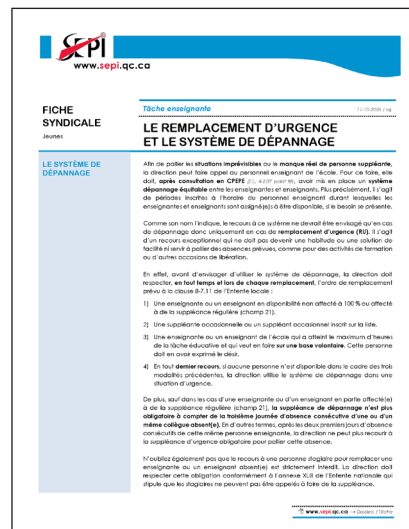 SEPI
www.sepi.qc.ca
FICHE
SYNDICALE
Jeunes
Tâche enseignante
LE REMPLACEMENT D'URGENCE
ET LE SYSTÈME DE DÉPANNAGE
LE SYSTÈME DE
DÉPANNAGE
Afin de pallier les situations imprévisibles ou le manque réel de personne suppléante,
la direction peut faire appel au personnel enseignant de l'école. Pour ce faire, elle
doit, après consultation en CPEPE, avoir mis en place un système
dépannage équitable entre les enseignantes et enseignants. Plus précisément, il s'agit
de périodes inscrites à l'horaire du personnel enseignant durant lesquelles les
enseignantes et enseignants sont assigné(e)s à être disponible, si le besoin se présente.
Comme son nom l'indique, le recours à ce système ne devrait être envisagé qu'en cas
de dépannage donc uniquement en cas de remplacement d'urgence (RU). Il s'agit
d'un recours exceptionnel qui ne doit pas devenir une habitude ou une solution de
facilité ni servir à pallier des absences prévues, comme pour des activités de formation
ou d'autres occasions de libération.
En effet, avant d'envisager d'utiliser le système de dépannage, la direction doit
respecter, en tout temps et lors de chaque remplacement, l'ordre de remplacement
prévu à la clause 8-7.11 de l'Entente locale :
1) Une enseignante ou un enseignant en disponibilité non affecté à 100 % ou affecté
à de la suppléance régulière (champ 21).
2) Une suppléante occasionnelle ou un suppléant occasionnel inscrit sur la liste.
3) Une enseignante ou un enseignant de l'école qui a atteint le maximum d'heures
de la tâche éducative et qui veut en faire sur une base volontaire. Cette personne
doit en avoir exprimé le désir.
4) En tout dernier recours, si aucune personne n'est disponible dans le cadre des trois
modalités précédentes, la direction utilise le système de dépannage dans une
situation d'urgence.
De plus, sauf dans les cas d'une enseignante ou d'un enseignant en partie affecté(e)
à de la suppléance régulière (champ 21), la suppléance de dépannage n'est plus
obligatoire à compter de la troisième journée d'absence consécutive d'une ou d'un
même collègue absent(e). En d'autres termes, après les deux premiers jours d'absence
consécutifs de cette même personne enseignante, la direction ne peut plus recourir à
la suppléance d'urgence obligatoire pour pallier cette absence.
N'oubliez également pas que le recours à une personne stagiaire pour remplacer une
enseignante ou un enseignant absent(e) est strictement interdit. La direction doit
respecter cette obligation conformément à l'annexe XLIII de l'Entente nationale qui
stipule que les stagiaires ne peuvent pas être appelés à faire de la suppléance.
www.sepi.qc.ca → Dossiers / Tâche